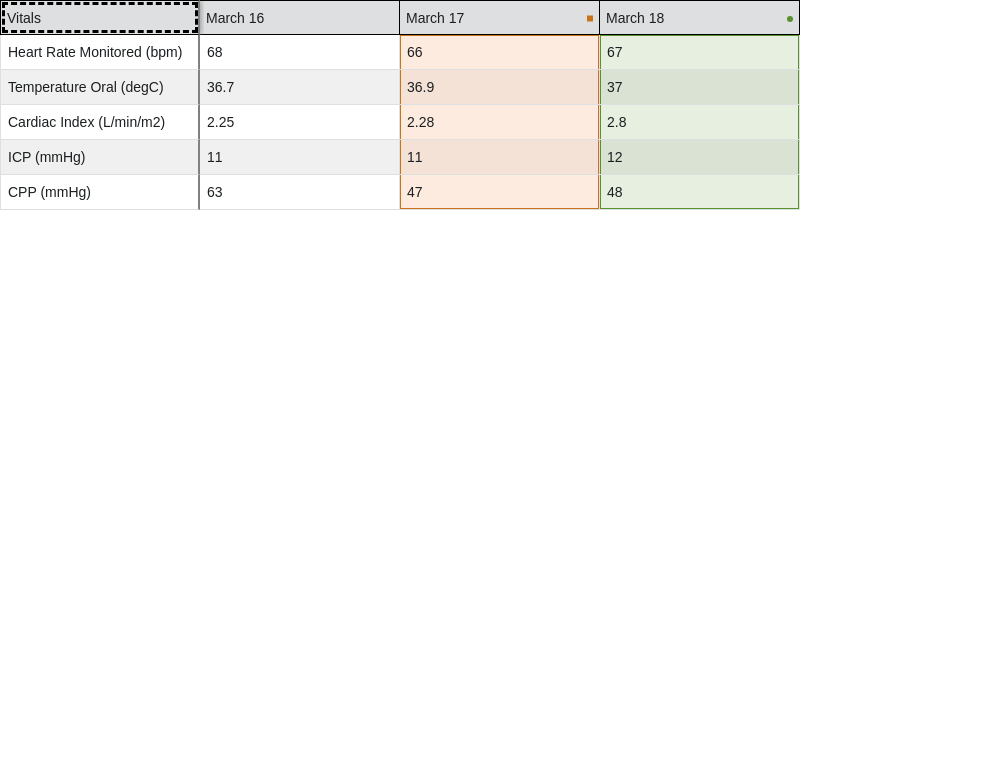 Vitals March 16 March 17 March 18
Heart Rate Monitored (bpm) 68 66 67
Temperature Oral (degC) 36.7 36.9 37
Cardiac Index (L/min/m2) 2.25 2.28 2.8
ICP (mmHg) 11 11 12
CPP (mmHg) 63 47 48